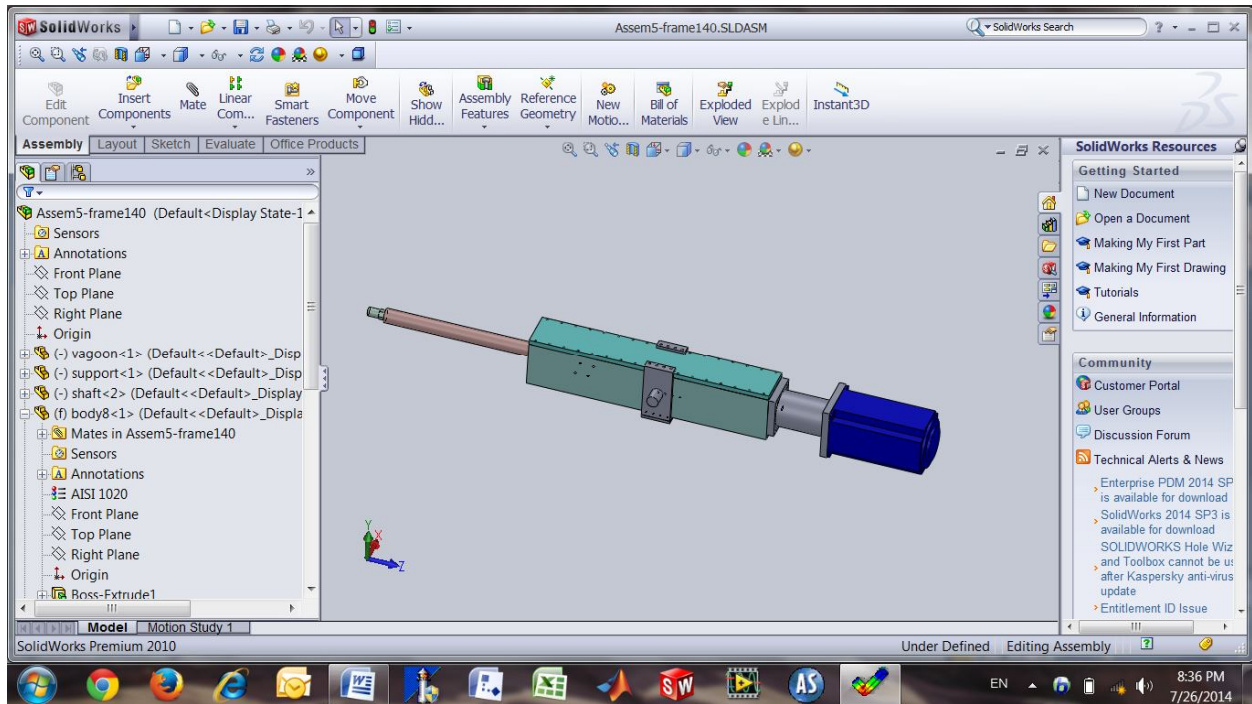 SolidWorks
Assem5-frame140.SLDASM
SolidWorks Search
?
Edit Component
Insert Components
Mate
Linear Com...
Smart Fasteners
Move Component
Show Hidd...
Assembly Features
Reference Geometry
New Motio...
Bill of Materials
Exploded View
Explod e Lin...
Instant3D
Assembly Layout Sketch Evaluate Office Products
Assem5-frame140 (Default<Display State-1
Sensors
Annotations
Front Plane
Top Plane
Right Plane
Origin
(-) vagoon<1> (Default<<Default>_Disp
(-) support<1> (Default<<Default>_Disp
(-) shaft<2> (Default<<Default>_Display
(f) body8<1> (Default<<Default>_Displa
Mates in Assem5-frame140
Sensors
Annotations
AISI 1020
Front Plane
Top Plane
Right Plane
Origin
Boss-Extrude1
Y
X
Z
SolidWorks Resources
Getting Started
New Document
Open a Document
Making My First Part
Making My First Drawing
Tutorials
General Information
Community
Customer Portal
User Groups
Discussion Forum
Technical Alerts & News
Enterprise PDM 2014 SP
is available for download
SolidWorks 2014 SP3 is
available for download
SOLIDWORKS Hole Wiz
and Toolbox cannot be us
after Kaspersky anti-virus
update
Entitlement ID Issue
Model Motion Study 1
SolidWorks Premium 2010
Under Defined Editing Assembly
EN
8:36 PM
7/26/2014